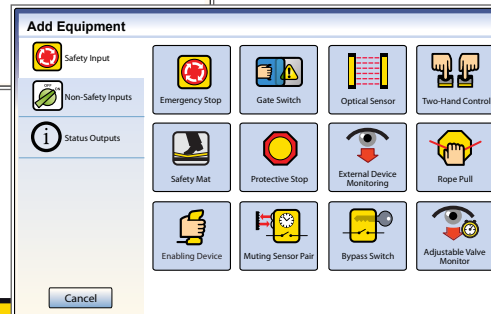 Add Equipment
Safety Input
OFF
ON
Non-Safety Inputs
i
Status Outputs
Emergency Stop
Gate Switch
Optical Sensor
Two-Hand Control
Safety Mat
Protective Stop
External Device
Monitoring
Rope Pull
Enabling Device
Muting Sensor Pair
Bypass Switch
Adjustable Valve
Monitor
Cancel